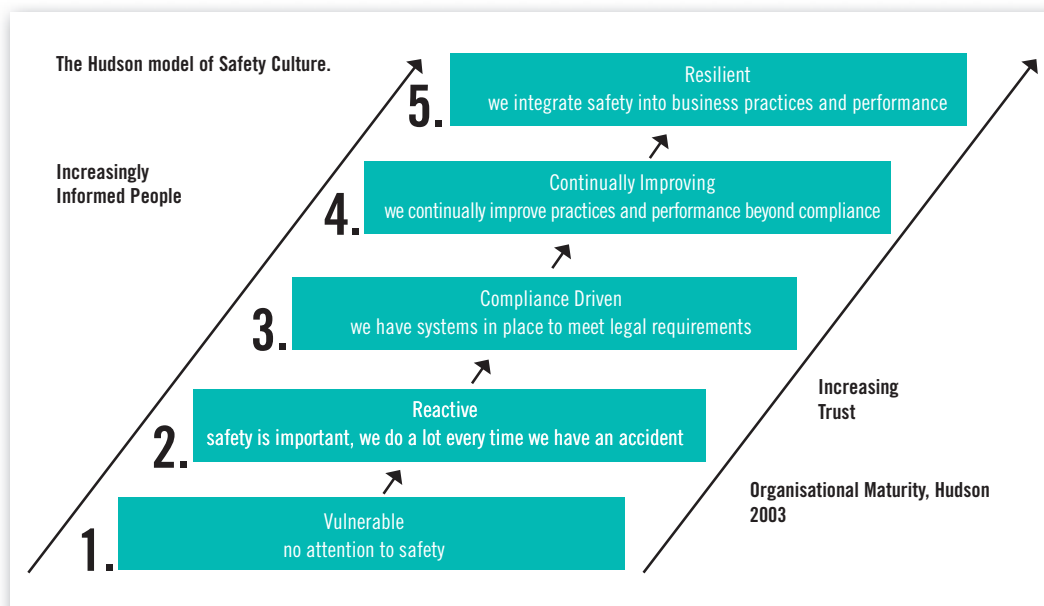 The Hudson model of Safety Culture.
5.
Resilient
we integrate safety into business practices and performance
Increasingly
Informed People
4.
Continually Improving
we continually improve practices and performance beyond compliance
3.
Compliance Driven
we have systems in place to meet legal requirements
Increasing
Trust
2.
Reactive
safety is important, we do a lot every time we have an accident
Organisational Maturity, Hudson
2003
1.
Vulnerable
no attention to safety